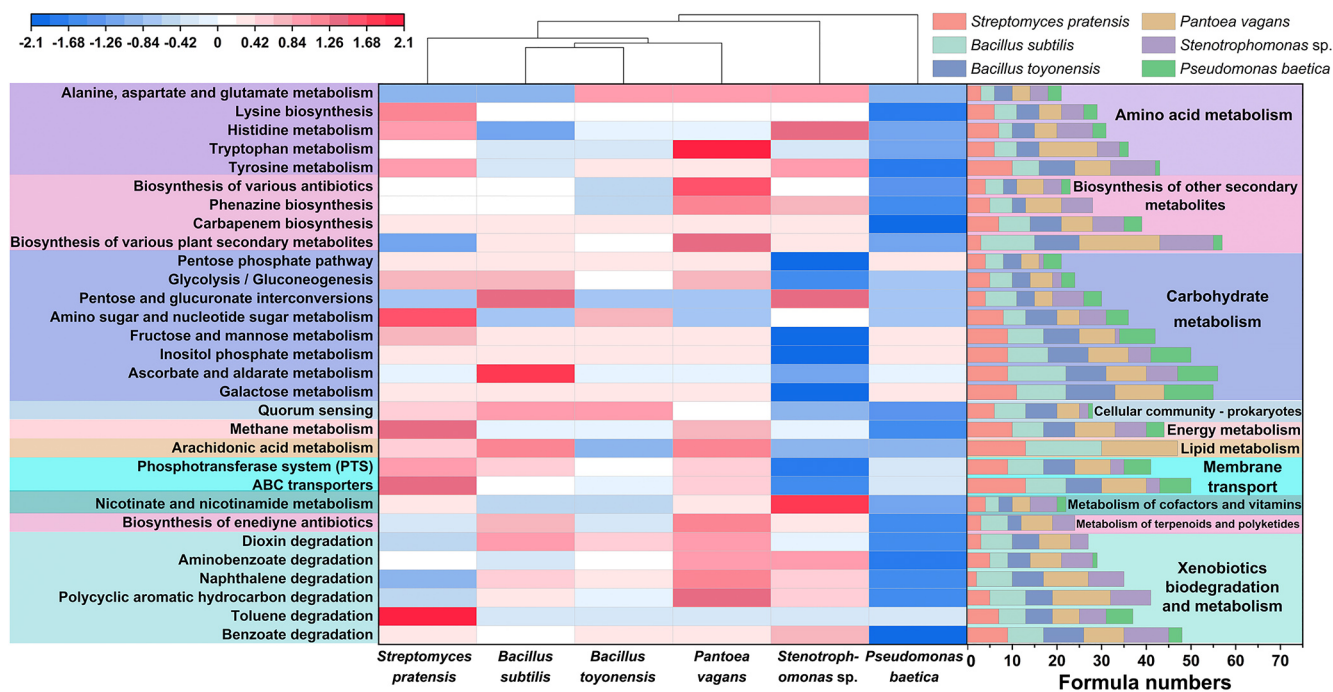 -2.1 -1.68 -1.26 -0.84 -0.42 0 0.42 0.84 1.26 1.68 2.1
Streptomyces pratensis
Pantoea vagans
Bacillus subtilis
Stenotrophomonas sp.
Bacillus toyonensis
Pseudomonas baetica
Alanine, aspartate and glutamate metabolism
Lysine biosynthesis
Histidine metabolism
Tryptophan metabolism
Tyrosine metabolism
Biosynthesis of various antibiotics
Phenazine biosynthesis
Carbapenem biosynthesis
Biosynthesis of various plant secondary metabolites
Pentose phosphate pathway
Glycolysis / Gluconeogenesis
Pentose and glucuronate interconversions
Amino sugar and nucleotide sugar metabolism
Fructose and mannose metabolism
Inositol phosphate metabolism
Ascorbate and aldarate metabolism
Galactose metabolism
Quorum sensing
Methane metabolism
Arachidonic acid metabolism
Phosphotransferase system (PTS)
ABC transporters
Nicotinate and nicotinamide metabolism
Biosynthesis of enediyne antibiotics
Dioxin degradation
Aminobenzoate degradation
Naphthalene degradation
Polycyclic aromatic hydrocarbon degradation
Toluene degradation
Benzoate degradation
Amino acid metabolism
Biosynthesis of other secondary
metabolites
Carbohydrate
metabolism
Cellular community - prokaryotes
Energy metabolism
Lipid metabolism
Membrane
transport
Metabolism of cofactors and vitamins
Metabolism of terpenoids and polyketides
Xenobiotics
biodegradation
and metabolism
Streptomyces
pratensis
Bacillus
subtilis
Bacillus
toyonensis
Pantoea
vagans
Stenotroph-
omonas sp.
Pseudomonas
baetica
0 10 20 30 40 50 60 70
Formula numbers